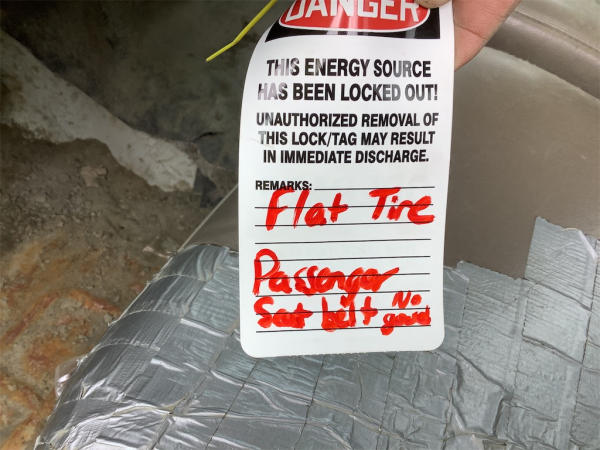 DANGER
THIS ENERGY SOURCE
HAS BEEN LOCKED OUT!
UNAUTHORIZED REMOVAL OF
THIS LOCK/TAG MAY RESULT
IN IMMEDIATE DISCHARGE.
REMARKS:
Flat Tire
Passenger
Seat belt No good